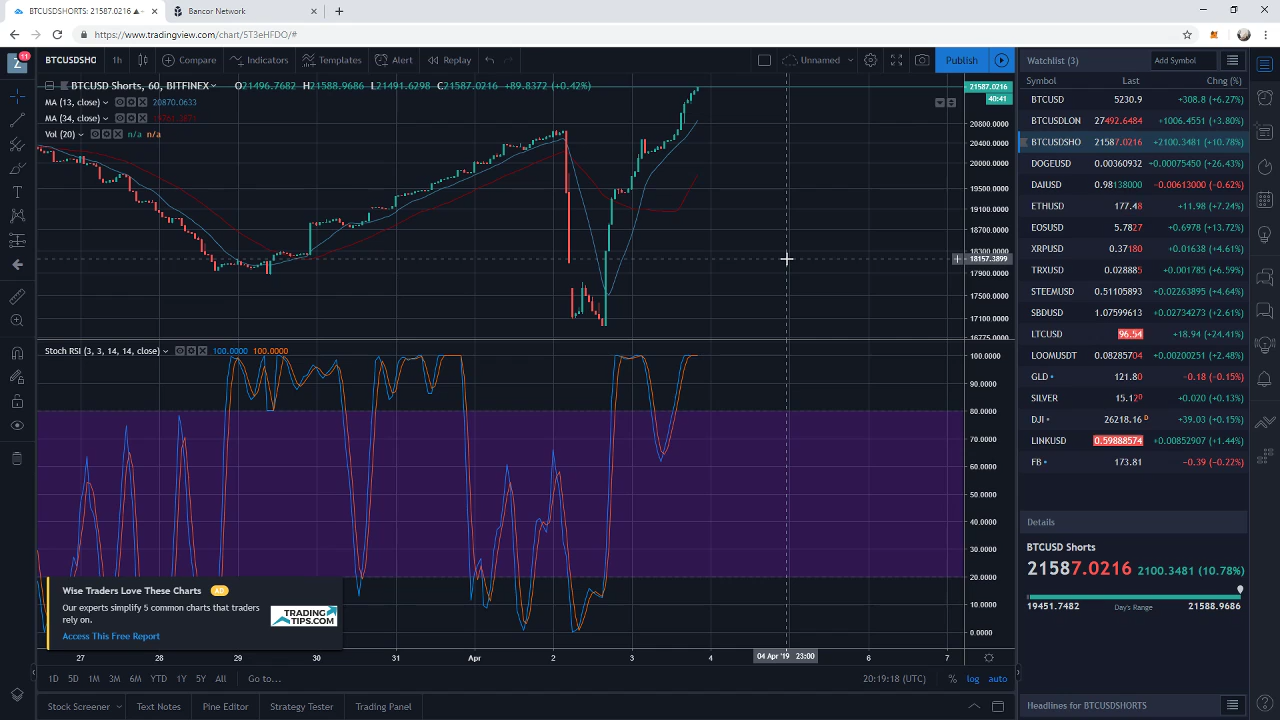 BTCUSDSHORTS: 21587.0216 ▲+
Bancor Network
https://www.tradingview.com/chart/5T3eHFDO/#
11
BTCUSDSHO 1h Compare Indicators Templates Alert Replay Unnamed Publish
BTCUSD Shorts, 60, BITFINEX O21496.7682 H21588.9686 L21491.6298 C21587.0216 +89.8372 (+0.42%)
MA (13, close) 20870.0633
MA (34, close)
Vol (20) n/a n/a
21587.0216
40:41
20800.0000
20400.0000
20000.0000
19500.0000
19100.0000
18700.0000
18300.0000
18157.3899
17900.0000
17500.0000
17100.0000
16775.0000
Stoch RSI (3, 3, 14, 14, close) 100.0000 100.0000
100.0000
90.0000
80.0000
70.0000
60.0000
50.0000
40.0000
30.0000
20.0000
10.0000
0.0000
Wise Traders Love These Charts AD
Our experts simplify 5 common charts that traders
rely on.
Access This Free Report
TRADING
TIPS.COM
27 28 29 30 31 Apr 2 3 4 04 Apr '19 23:00 6 7
1D 5D 1M 3M 6M YTD 1Y 5Y All Go to... 20:19:18 (UTC) % log auto
Stock Screener Text Notes Pine Editor Strategy Tester Trading Panel
Watchlist (3) Add Symbol
Symbol Last Chng (%)
BTCUSD 5230.9 +308.8 (+6.27%)
BTCUSDLON 27492.6484 +1006.4551 (+3.80%)
BTCUSDSHO 21587.0216 +2100.3481 (+10.78%)
DOGEUSD 0.00360932 +0.00075450 (+26.43%)
DAIUSD 0.98138000 -0.00613000 (-0.62%)
ETHUSD 177.48 +11.98 (+7.24%)
EOSUSD 5.7827 +0.6978 (+13.72%)
XRPUSD 0.37180 +0.01638 (+4.61%)
TRXUSD 0.028885 +0.001785 (+6.59%)
STEEMUSD 0.51105893 +0.02263895 (+4.64%)
SBDUSD 1.07599613 +0.02734273 (+2.61%)
LTCUSD 96.54 +18.94 (+24.41%)
LOOMUSDT 0.08285704 +0.00200251 (+2.48%)
GLD 121.80 -0.18 (-0.15%)
SILVER 15.120 +0.020 (+0.13%)
DJI 26218.16 D +39.03 (+0.15%)
LINKUSD 0.59888574 +0.00852907 (+1.44%)
FB 173.81 -0.39 (-0.22%)
Details
BTCUSD Shorts
21587.0216 2100.3481 (10.78%)
19451.7482 Day's Range 21588.9686
Headlines for BTCUSDSHORTS